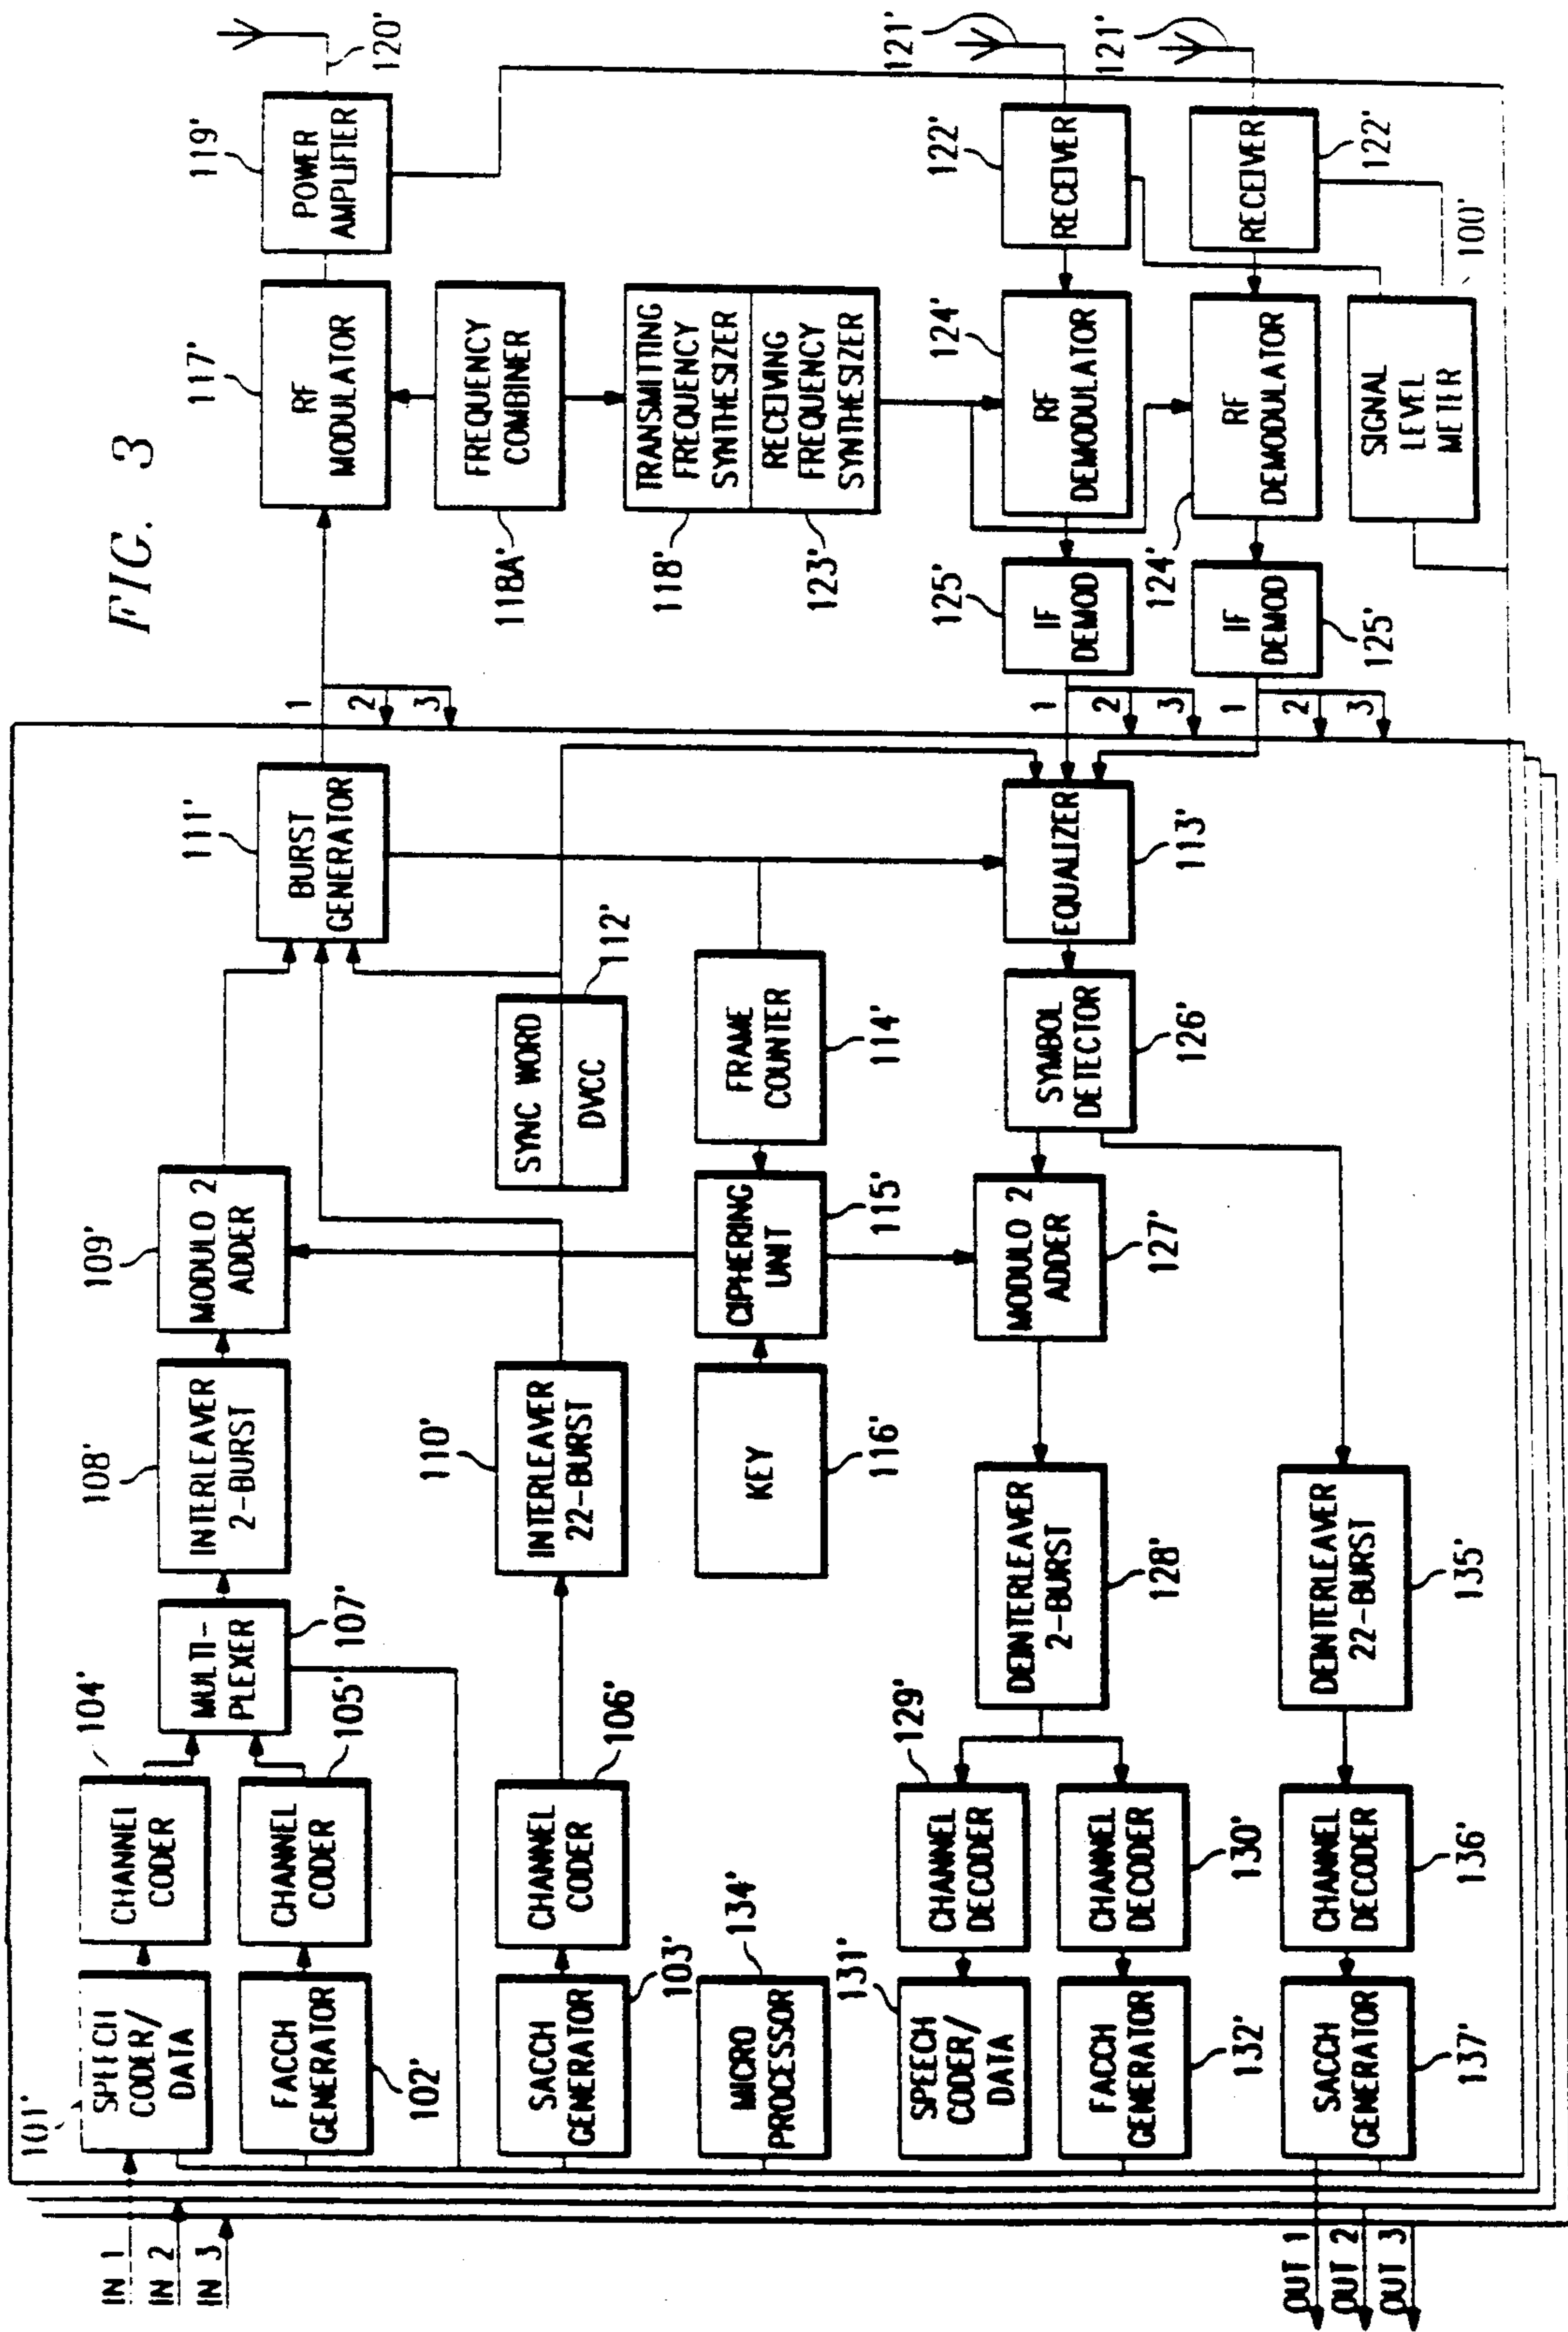 FIG. 3
IN 1
IN 2
IN 3
101'
SPEECH
CODER/
DATA
104'
CHANNEL
CODER
FACCH
GENERATOR
102'
CHANNEL
CODER
105'
MULTI-
PLEXER
107'
108'
INTERLEAVER
2-BURST
109'
MODULO 2
ADDER
111'
BURST
GENERATOR
1
2
3
117'
RF
MODULATOR
119'
POWER
AMPLIFIER
120'
SACCH
GENERATOR
103'
CHANNEL
CODER
106'
110'
INTERLEAVER
22-BURST
SYNC WORD
DVCC
112'
FREQUENCY
COMBINER
118A'
MICRO
PROCESSOR
134'
KEY
116'
CIPHERING
UNIT
115'
FRAME
COUNTER
114'
TRANSMITTING
FREQUENCY
SYNTHESIZER
118'
RECEIVING
FREQUENCY
SYNTHESIZER
123'
131'
SPEECH
CODER/
DATA
129'
CHANNEL
DECODER
FACCH
GENERATOR
132'
CHANNEL
DECODER
130'
DEINTERLEAVER
2-BURST
128'
MODULO 2
ADDER
127'
SYMBOL
DETECTOR
126'
EQUALIZER
113'
1
2
3
125'
IF
DEMOD
124'
RF
DEMODULATOR
122'
RECEIVER
121'
1
2
3
IF
DEMOD
125'
124'
RF
DEMODULATOR
RECEIVER
122'
121'
SIGNAL
LEVEL
METER
100'
SACCH
GENERATOR
137'
CHANNEL
DECODER
136'
DEINTERLEAVER
22-BURST
135'
OUT 1
OUT 2
OUT 3